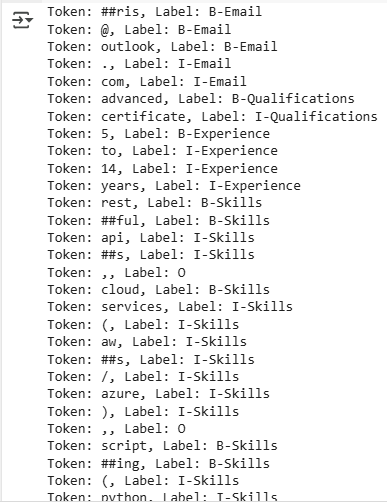 Token: ##ris, Label: B-Email
Token: @, Label: B-Email
Token: outlook, Label: B-Email
Token: ., Label: I-Email
Token: com, Label: I-Email
Token: advanced, Label: B-Qualifications
Token: certificate, Label: I-Qualifications
Token: 5, Label: B-Experience
Token: to, Label: I-Experience
Token: 14, Label: I-Experience
Token: years, Label: I-Experience
Token: rest, Label: B-Skills
Token: ##ful, Label: B-Skills
Token: api, Label: I-Skills
Token: ##s, Label: I-Skills
Token: ,, Label: O
Token: cloud, Label: B-Skills
Token: services, Label: I-Skills
Token: (, Label: I-Skills
Token: aw, Label: I-Skills
Token: ##s, Label: I-Skills
Token: /, Label: I-Skills
Token: azure, Label: I-Skills
Token: ), Label: I-Skills
Token: ,, Label: O
Token: script, Label: B-Skills
Token: ##ing, Label: B-Skills
Token: (, Label: I-Skills
Token: python, Label: I-Skills